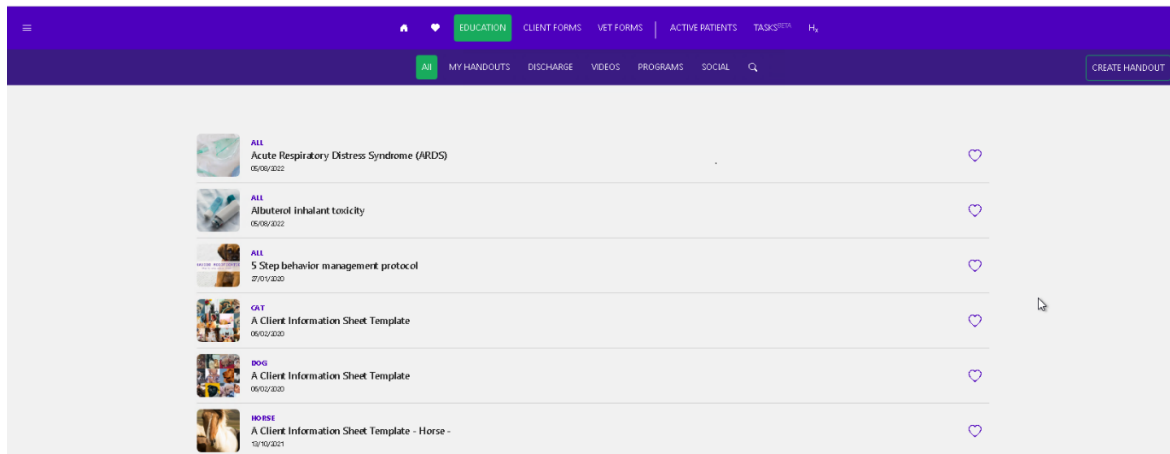 EDUCATION CLIENT FORMS VET FORMS ACTIVE PATIENTS TASKSBETA Hx
All MY HANDOUTS DISCHARGE VIDEOS PROGRAMS SOCIAL CREATE HANDOUT
ALL
Acute Respiratory Distress Syndrome (ARDS)
05/08/2022
ALL
Albuterol inhalant toxicity
05/08/2022
ALL
5 Step behavior management protocol
27/01/2020
CAT
A Client Information Sheet Template
06/02/2020
DOG
A Client Information Sheet Template
06/02/2020
HORSE
A Client Information Sheet Template - Horse -
13/10/2021